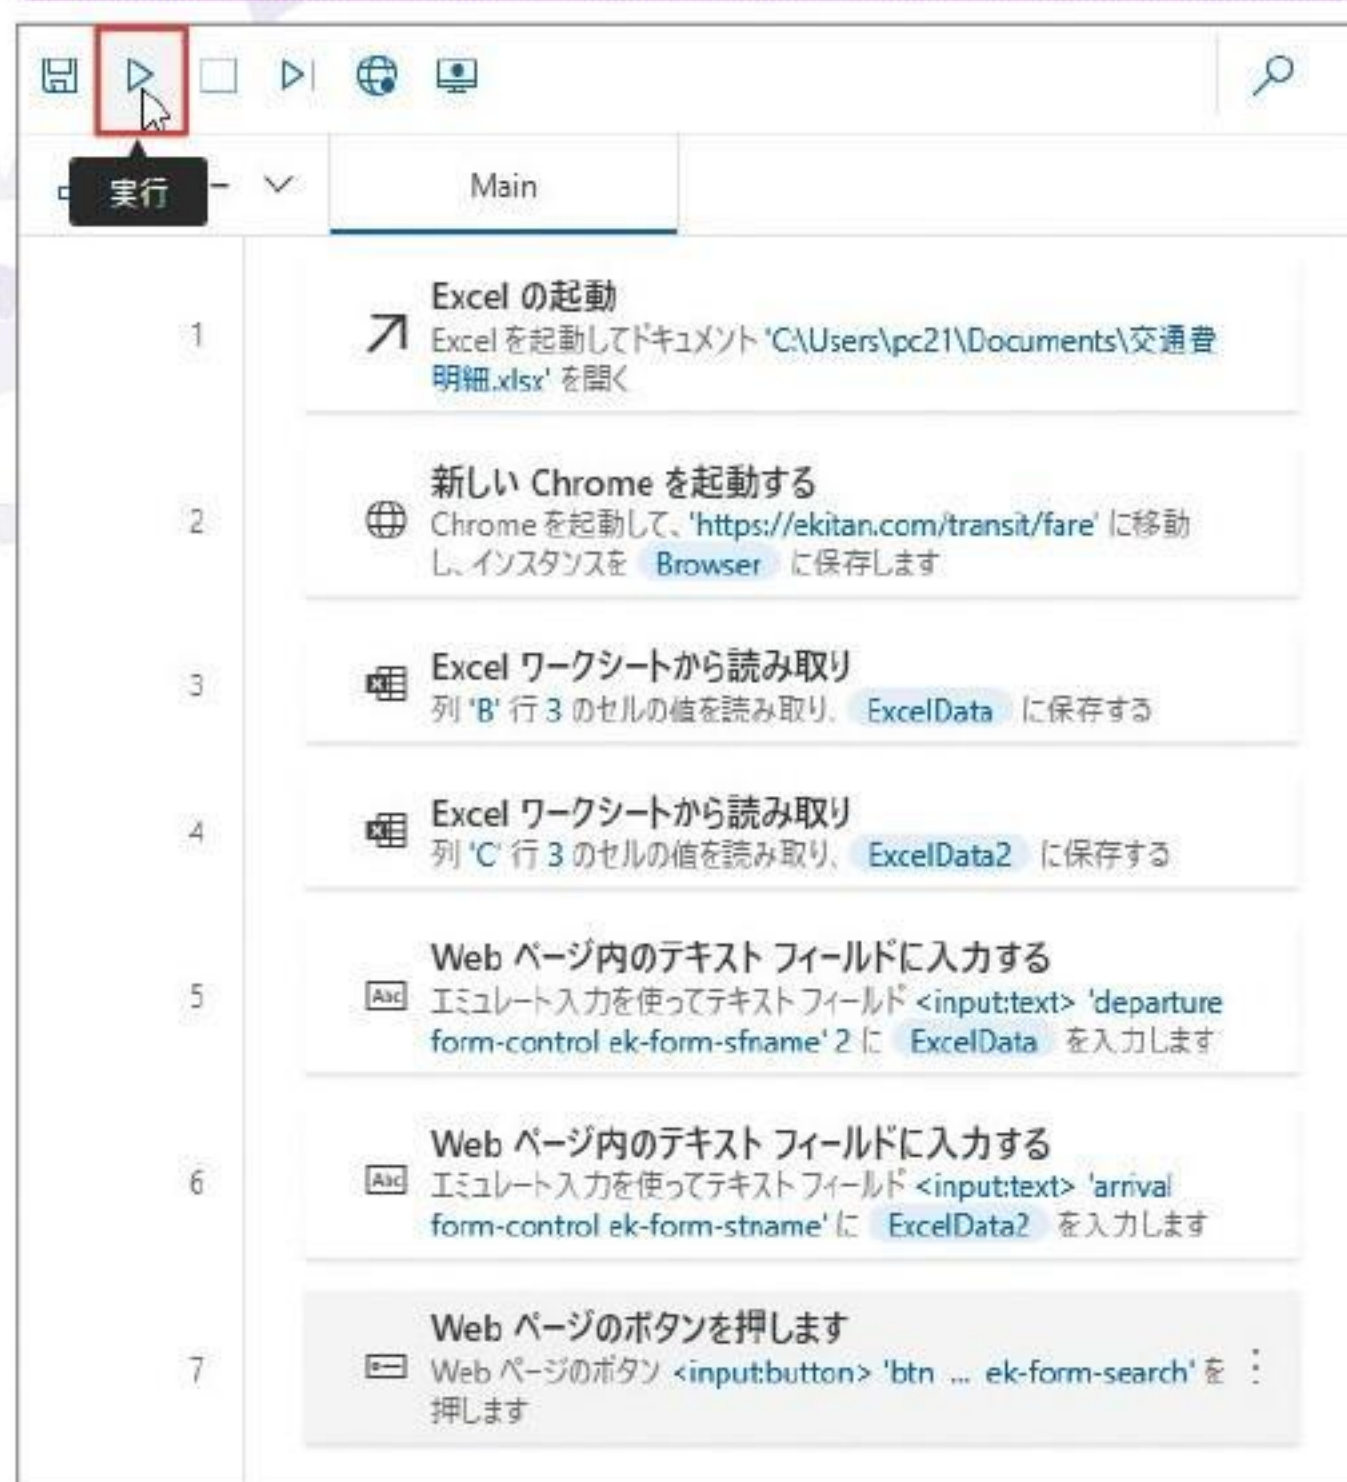 実行
Main
1
Excel の起動
Excel を起動してドキュメント 'C:\Users\pc21\Documents\交通費
明細.xlsx' を開く
2
新しい Chrome を起動する
Chrome を起動して、'https://ekitan.com/transit/fare' に移動
し、インスタンスを Browser に保存します
3
Excel ワークシートから読み取り
列 'B' 行 3 のセルの値を読み取り、 ExcelData に保存する
4
Excel ワークシートから読み取り
列 'C' 行 3 のセルの値を読み取り、 ExcelData2 に保存する
5
Web ページ内のテキスト フィールドに入力する
エミュレート入力を使ってテキスト フィールド <input:text> 'departure
form-control ek-form-sfname' 2 に ExcelData を入力します
6
Web ページ内のテキスト フィールドに入力する
エミュレート入力を使ってテキスト フィールド <input:text> 'arrival
form-control ek-form-stname' に ExcelData2 を入力します
7
Web ページのボタンを押します
Web ページのボタン <input:button> 'btn ... ek-form-search' を
押します